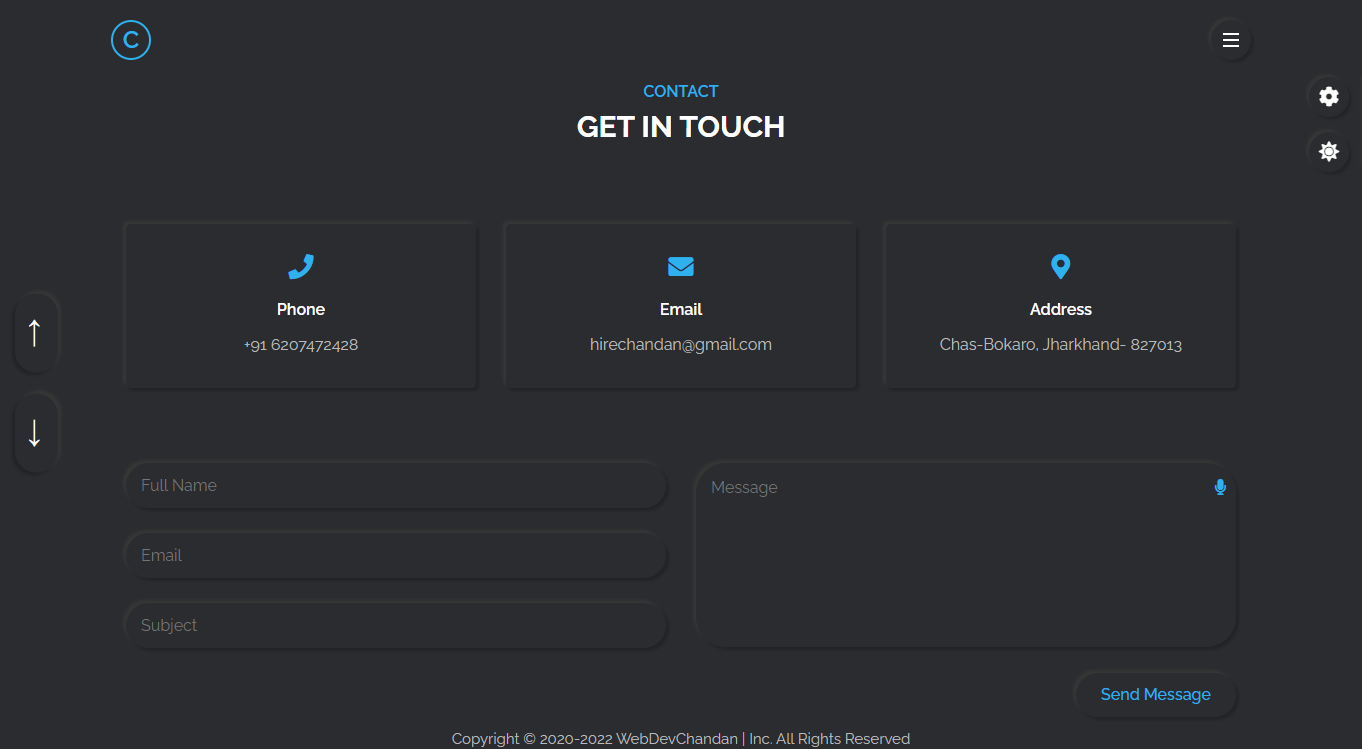 C
CONTACT
GET IN TOUCH
Phone
+91 6207472428
Email
hirechandan@gmail.com
Address
Chas-Bokaro, Jharkhand- 827013
↑
↓
Full Name
Email
Subject
Message
Send Message
Copyright © 2020-2022 WebDevChandan | Inc. All Rights Reserved